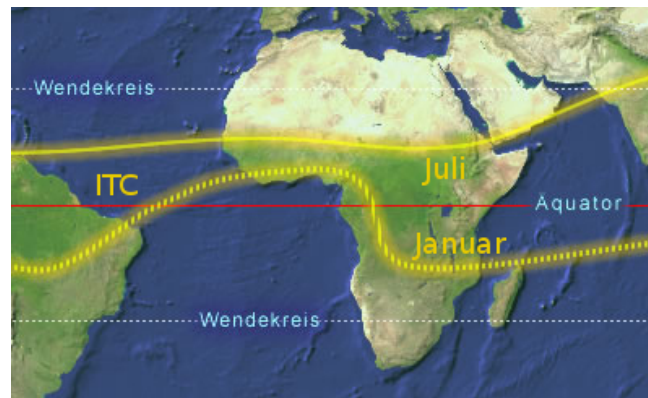 Wendekreis
ITC
Juli
Äquator
Januar
Wendekreis